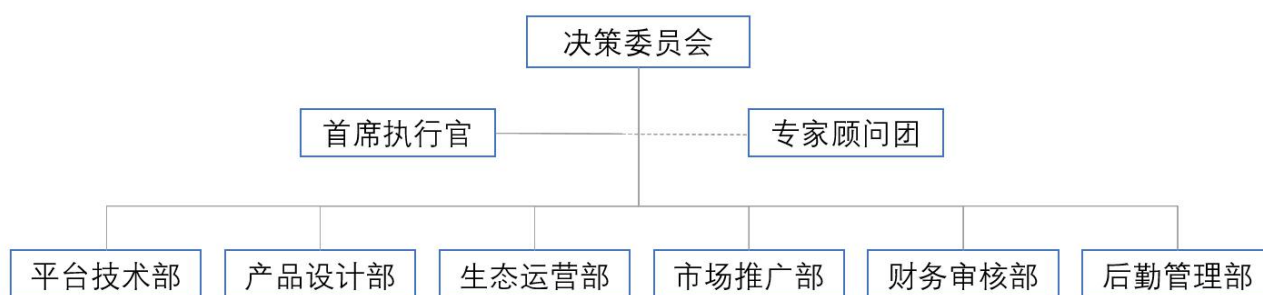 决策委员会
首席执行官
专家顾问团
平台技术部
产品设计部
生态运营部
市场推广部
财务审核部
后勤管理部